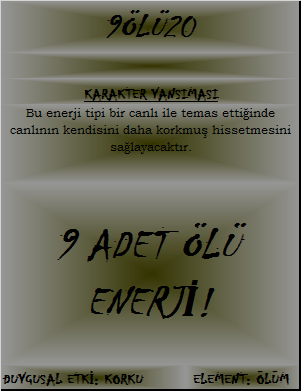 9ÖLÜ20
KARAKTER YANSIMASI
Bu enerji tipi bir canlı ile temas ettiğinde
canlının kendisini daha korkmuş hissetmesini
sağlayacaktır.
9 ADET ÖLÜ
ENERJİ!
DUYGUSAL ETKİ: KORKU ELEMENT: ÖLÜM